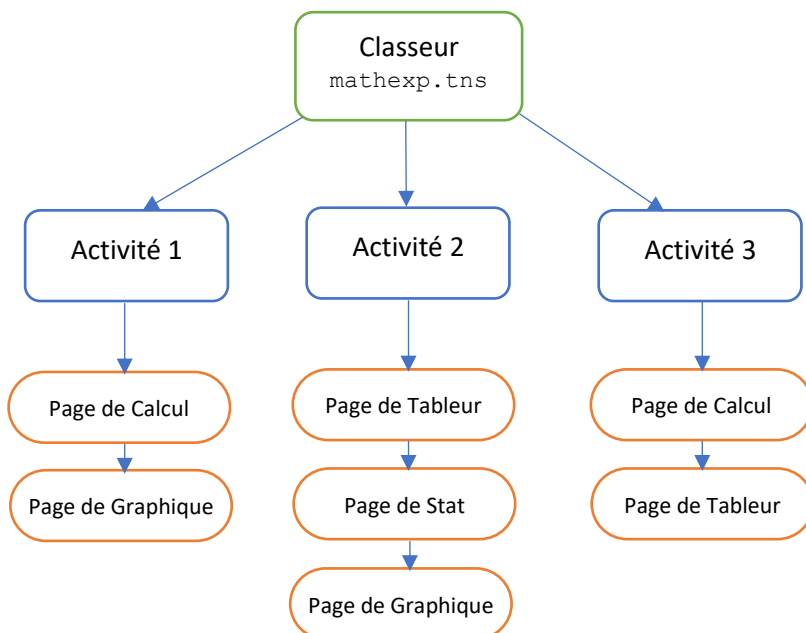 Classeur
mathexp.tns
Activité 1
Activité 2
Activité 3
Page de Calcul
Page de Tableur
Page de Calcul
Page de Graphique
Page de Stat
Page de Tableur
Page de Graphique